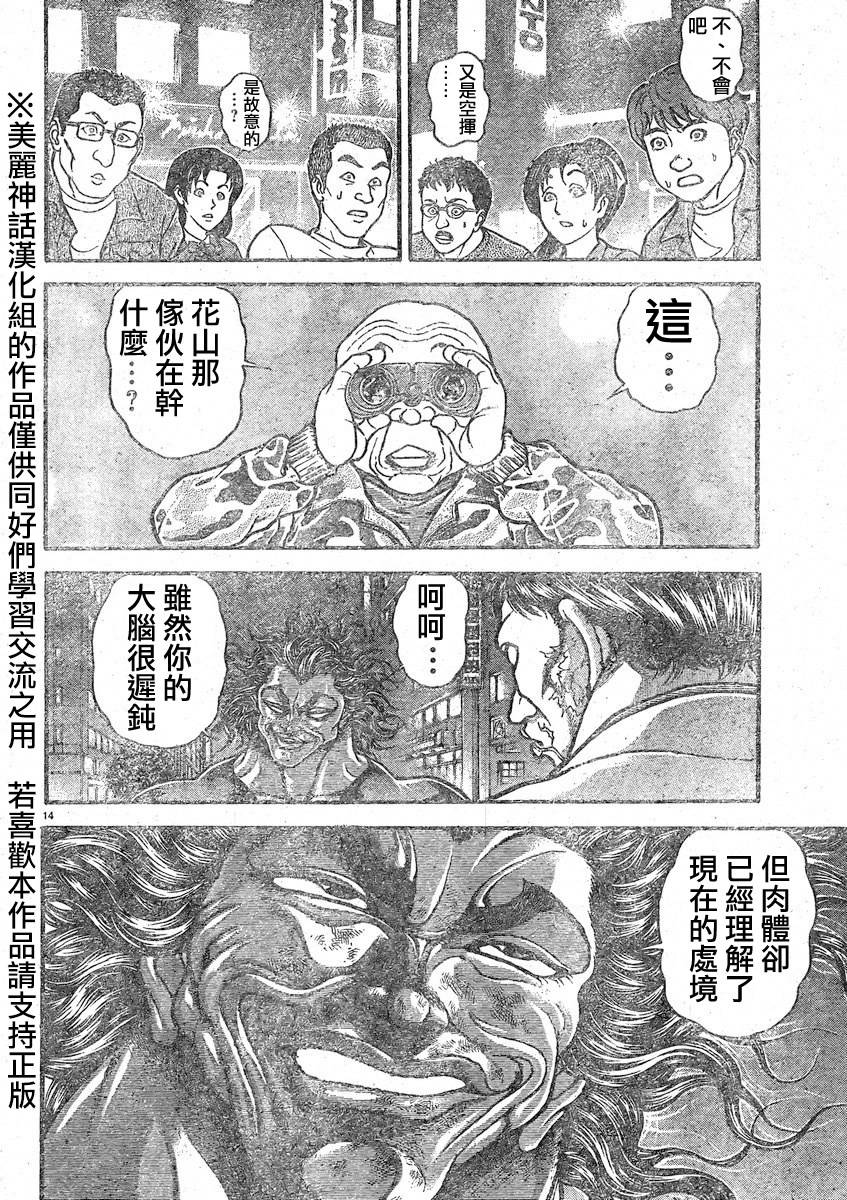 不、不會
吧
又是空揮
……
是故意的
…？
這…
花山那
傢伙在幹
什麼…？
呵呵…
雖然你的
大腦很遲鈍
14
但肉體卻
已經理解了
現在的處境
※美麗神話漢化組的作品僅供同好們學習交流之用 若喜歡本作品請支持正版